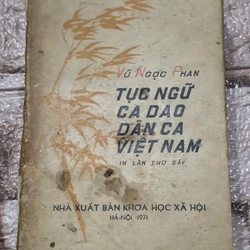 VŨ NGỌC PHAN
TỤC NGỮ
CA DAO
DÂN CA
VIỆT NAM
IN LẦN THỨ BẢY
NHÀ XUẤT BẢN KHOA HỌC XÃ HỘI
HÀ-NỘI 1971